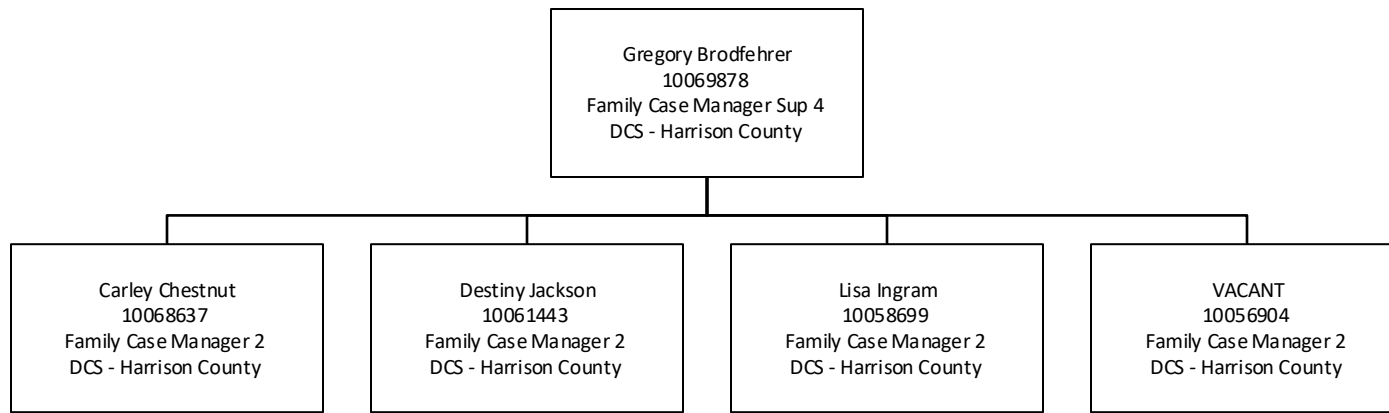 Gregory Brodfehrer
10069878
Family Case Manager Sup 4
DCS - Harrison County
Carley Chestnut
10068637
Family Case Manager 2
DCS - Harrison County
Destiny Jackson
10061443
Family Case Manager 2
DCS - Harrison County
Lisa Ingram
10058699
Family Case Manager 2
DCS - Harrison County
VACANT
10056904
Family Case Manager 2
DCS - Harrison County